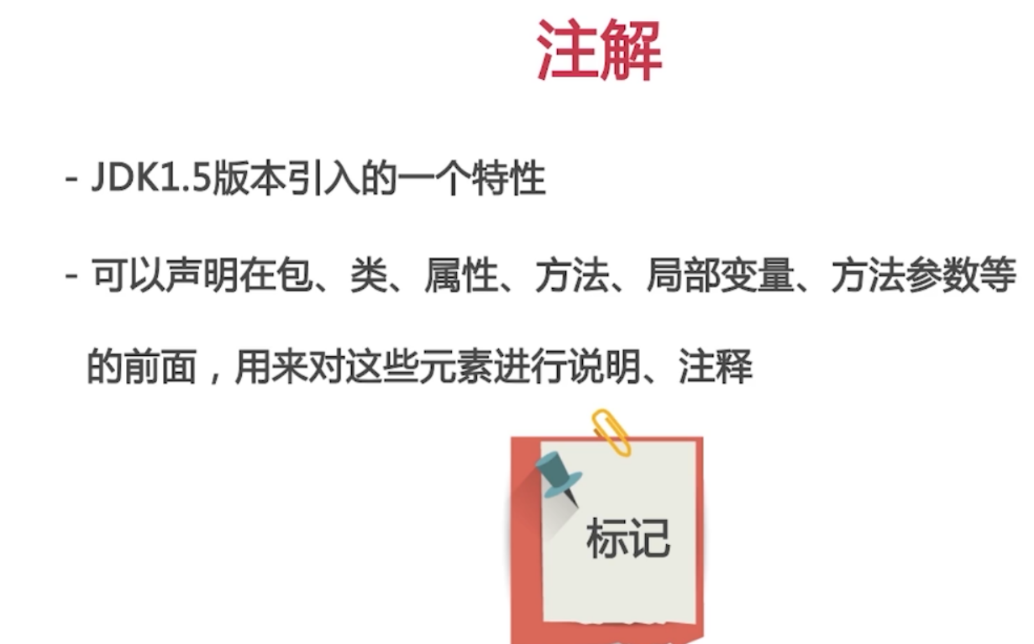 注解
- JDK1.5版本引入的一个特性
- 可以声明在包、类、属性、方法、局部变量、方法参数等
的前面，用来对这些元素进行说明、注释
标记